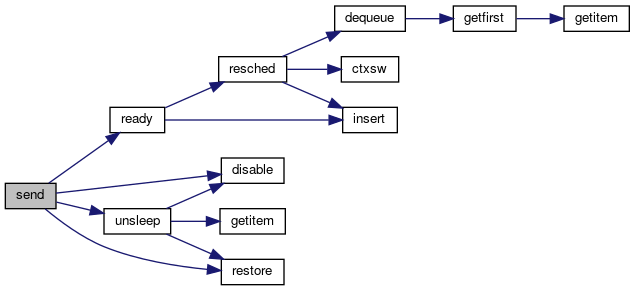 dequeue
getfirst
getitem
resched
ctxsw
ready
insert
disable
send
unsleep
getitem
restore